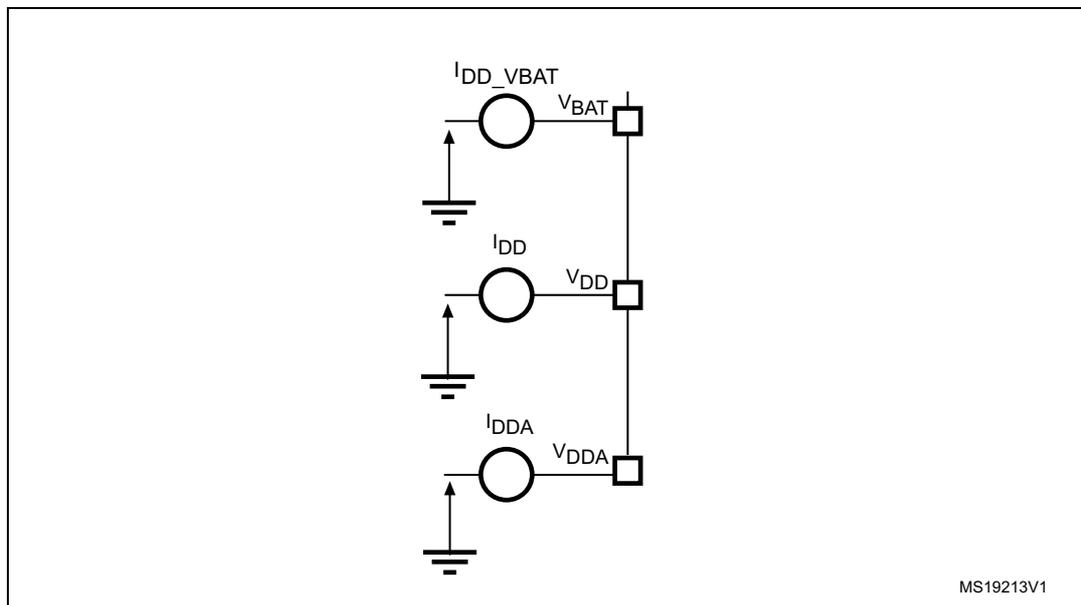 IDD_VBAT
VBAT
IDD
VDD
IDDA
VDDA
MS19213V1